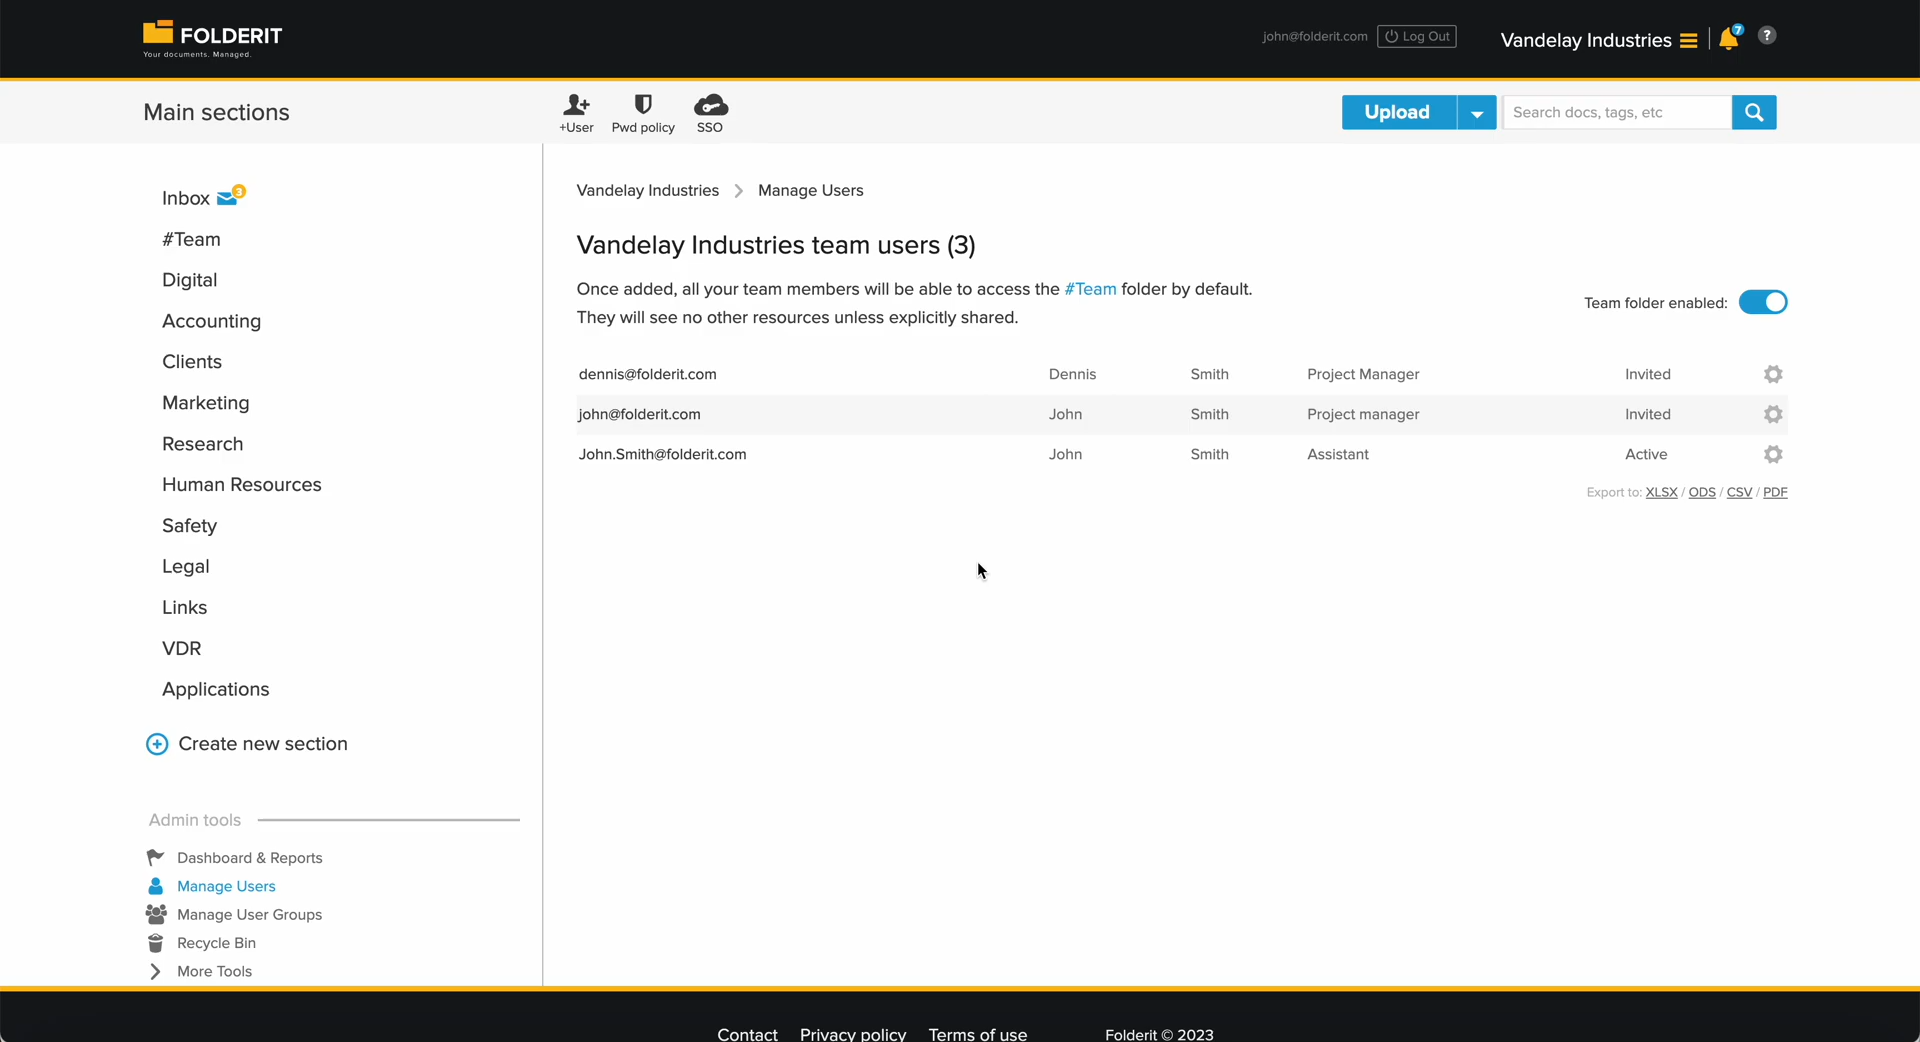 FOLDERIT
Your documents. Managed.
john@folderit.com
Log Out
Vandelay Industries
7
?
Main sections
+User
Pwd policy
SSO
Upload
Search docs, tags, etc
Inbox 3
#Team
Digital
Accounting
Clients
Marketing
Research
Human Resources
Safety
Legal
Links
VDR
Applications
Create new section
Admin tools
Dashboard & Reports
Manage Users
Manage User Groups
Recycle Bin
More Tools
Vandelay Industries > Manage Users
Vandelay Industries team users (3)
Once added, all your team members will be able to access the #Team folder by default.
They will see no other resources unless explicitly shared.
Team folder enabled:
dennis@folderit.com Dennis Smith Project Manager Invited
john@folderit.com John Smith Project manager Invited
John.Smith@folderit.com John Smith Assistant Active
Export to: XLSX / ODS / CSV / PDF
Contact Privacy policy Terms of use Folderit © 2023